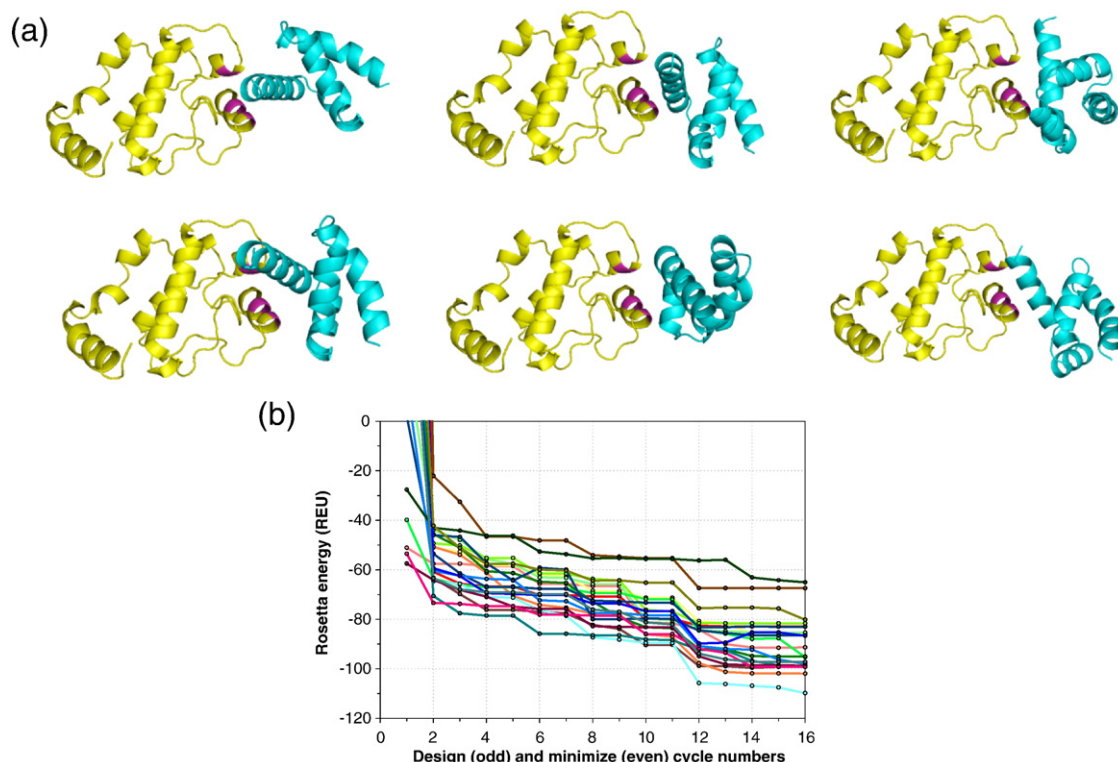 (a)
(b)
Rosetta energy (REU)
0
-20
-40
-60
-80
-100
-120
0 2 4 6 8 10 12 14 16
Design (odd) and minimize (even) cycle numbers